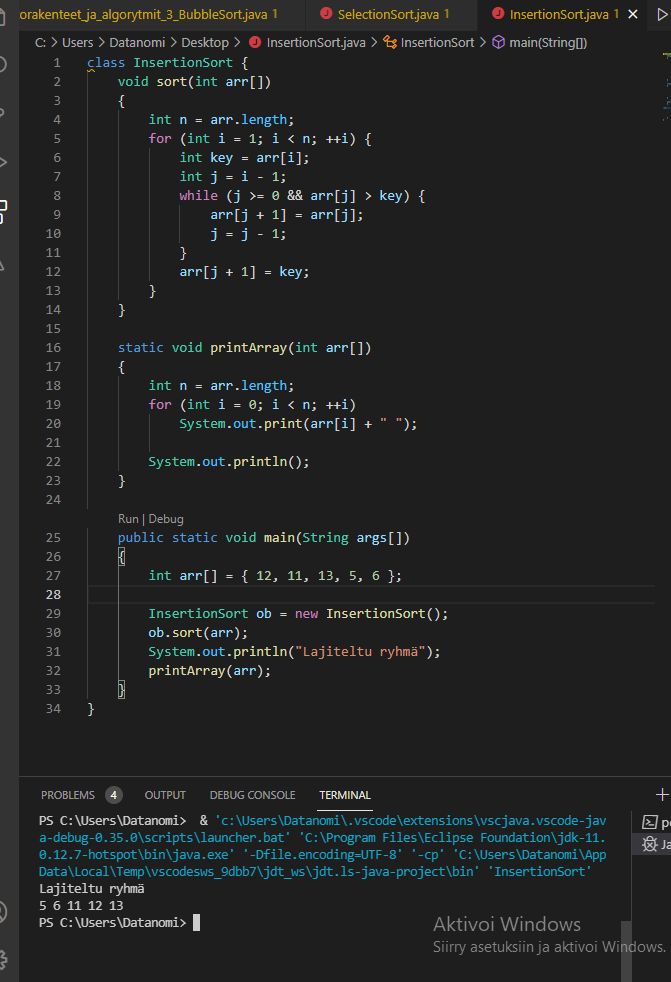 orakenteet_ja_algorytmit_3_BubbleSort.java 1 SelectionSort.java 1 InsertionSort.java 1
C: > Users > Datanomi > Desktop > InsertionSort.java > InsertionSort > main(String[])
1 class InsertionSort {
2 void sort(int arr[])
3 {
4 int n = arr.length;
5 for (int i = 1; i < n; ++i) {
6 int key = arr[i];
7 int j = i - 1;
8 while (j >= 0 && arr[j] > key) {
9 arr[j + 1] = arr[j];
10 j = j - 1;
11 }
12 arr[j + 1] = key;
13 }
14 }
15
16 static void printArray(int arr[])
17 {
18 int n = arr.length;
19 for (int i = 0; i < n; ++i)
20 System.out.print(arr[i] + " ");
21
22 System.out.println();
23 }
24
Run | Debug
25 public static void main(String args[])
26 {
27 int arr[] = { 12, 11, 13, 5, 6 };
28
29 InsertionSort ob = new InsertionSort();
30 ob.sort(arr);
31 System.out.println("Lajiteltu ryhmä");
32 printArray(arr);
33 }
34 }
PROBLEMS 4 OUTPUT DEBUG CONSOLE TERMINAL
PS C:\Users\Datanomi> & 'c:\Users\Datanomi\.vscode\extensions\vscjava.vscode-jav
a-debug-0.35.0\scripts\launcher.bat' 'C:\Program Files\Eclipse Foundation\jdk-11.
0.12.7-hotspot\bin\java.exe' '-Dfile.encoding=UTF-8' '-cp' 'C:\Users\Datanomi\App
Data\Local\Temp\vscodesws_9dbb7\jdt_ws\jdt.ls-java-project\bin' 'InsertionSort'
Lajiteltu ryhmä
5 6 11 12 13
PS C:\Users\Datanomi>
Aktivoi Windows
Siirry asetuksiin ja aktivoi Windows.